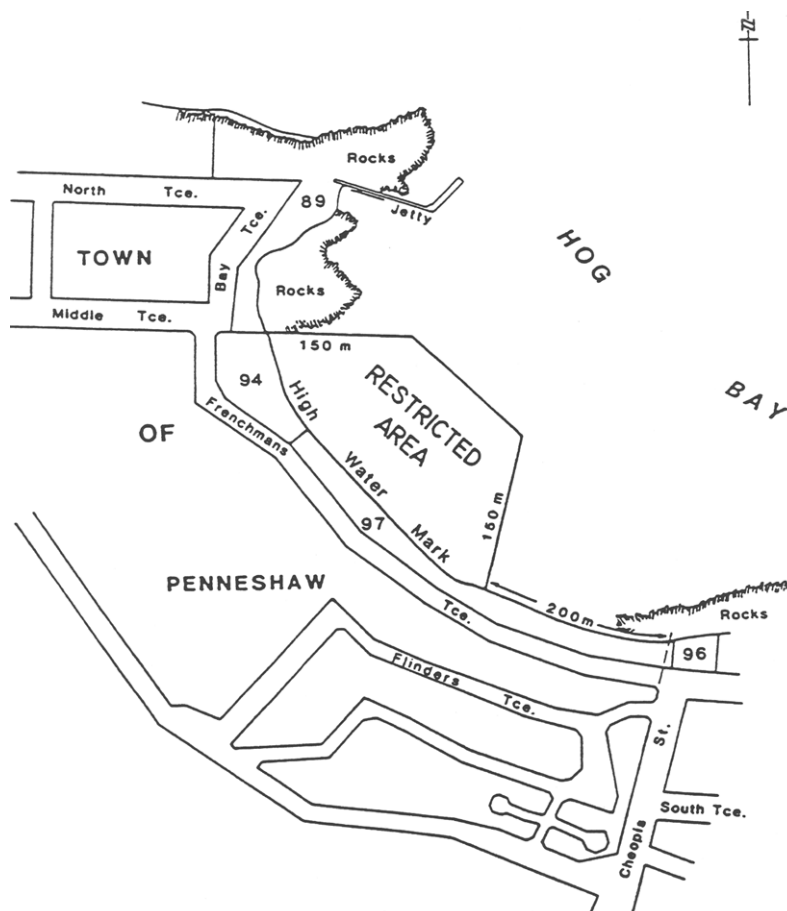 N
Rocks
North Tce.
89
Jetty
Bay Tce.
TOWN
HOG
Rocks
Middle Tce.
150 m
94
RESTRICTED
AREA
BAY
High Water Mark
OF
Frenchmans Tce.
97
150 m
PENNESHAW
200m
Rocks
96
Flinders Tce.
Cheopis St.
South Tce.